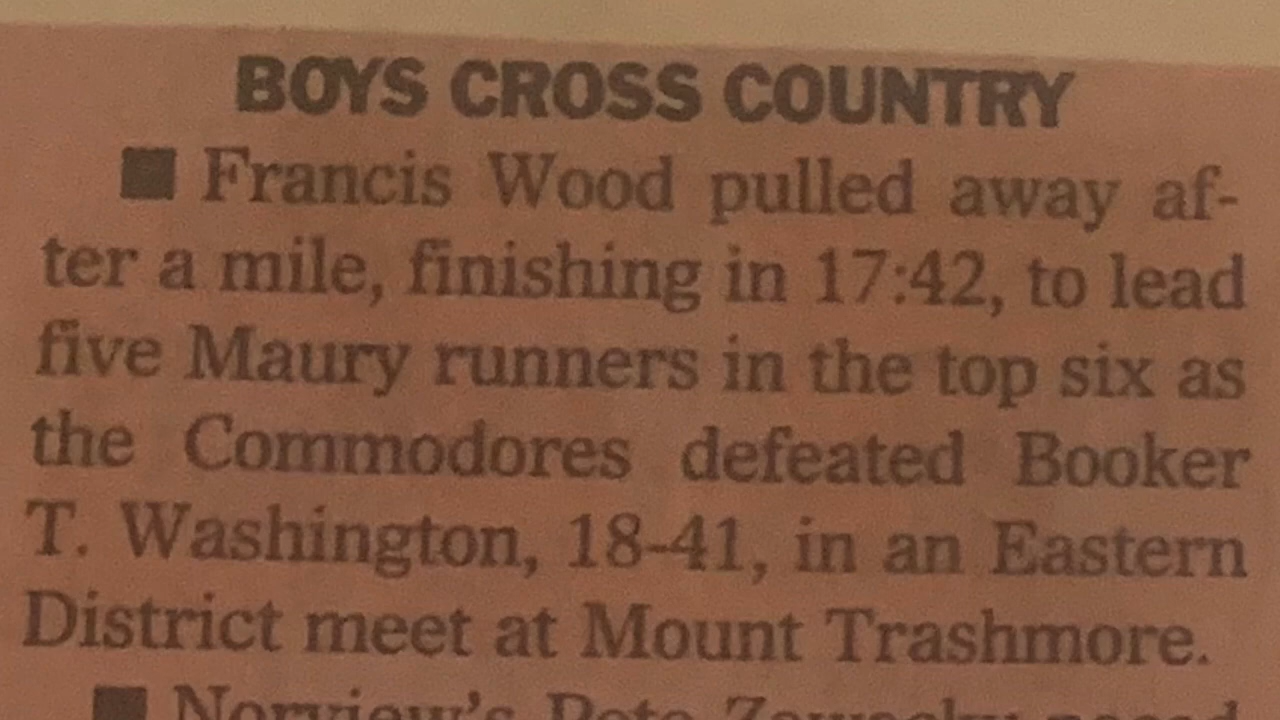 BOYS CROSS COUNTRY
■ Francis Wood pulled away af-
ter a mile, finishing in 17:42, to lead
five Maury runners in the top six as
the Commodores defeated Booker
T. Washington, 18-41, in an Eastern
District meet at Mount Trashmore.
■ Norview's Pete